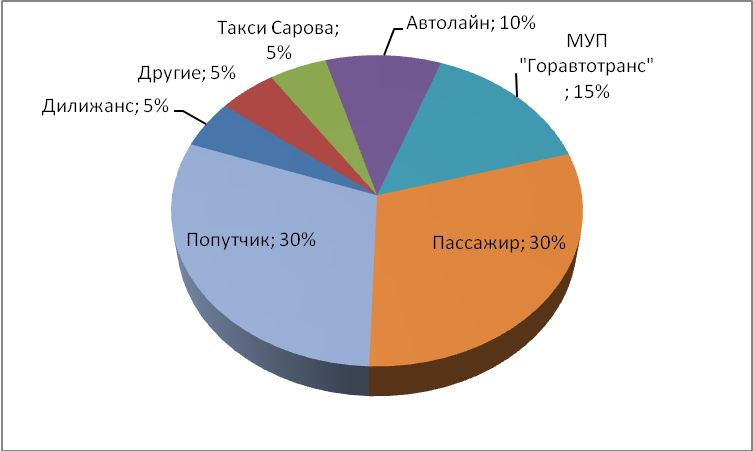 Такси Сарова;
5%
Автолайн; 10%
МУП
"Горавтотранс"
; 15%
Другие; 5%
Дилижанс; 5%
Попутчик; 30%
Пассажир; 30%